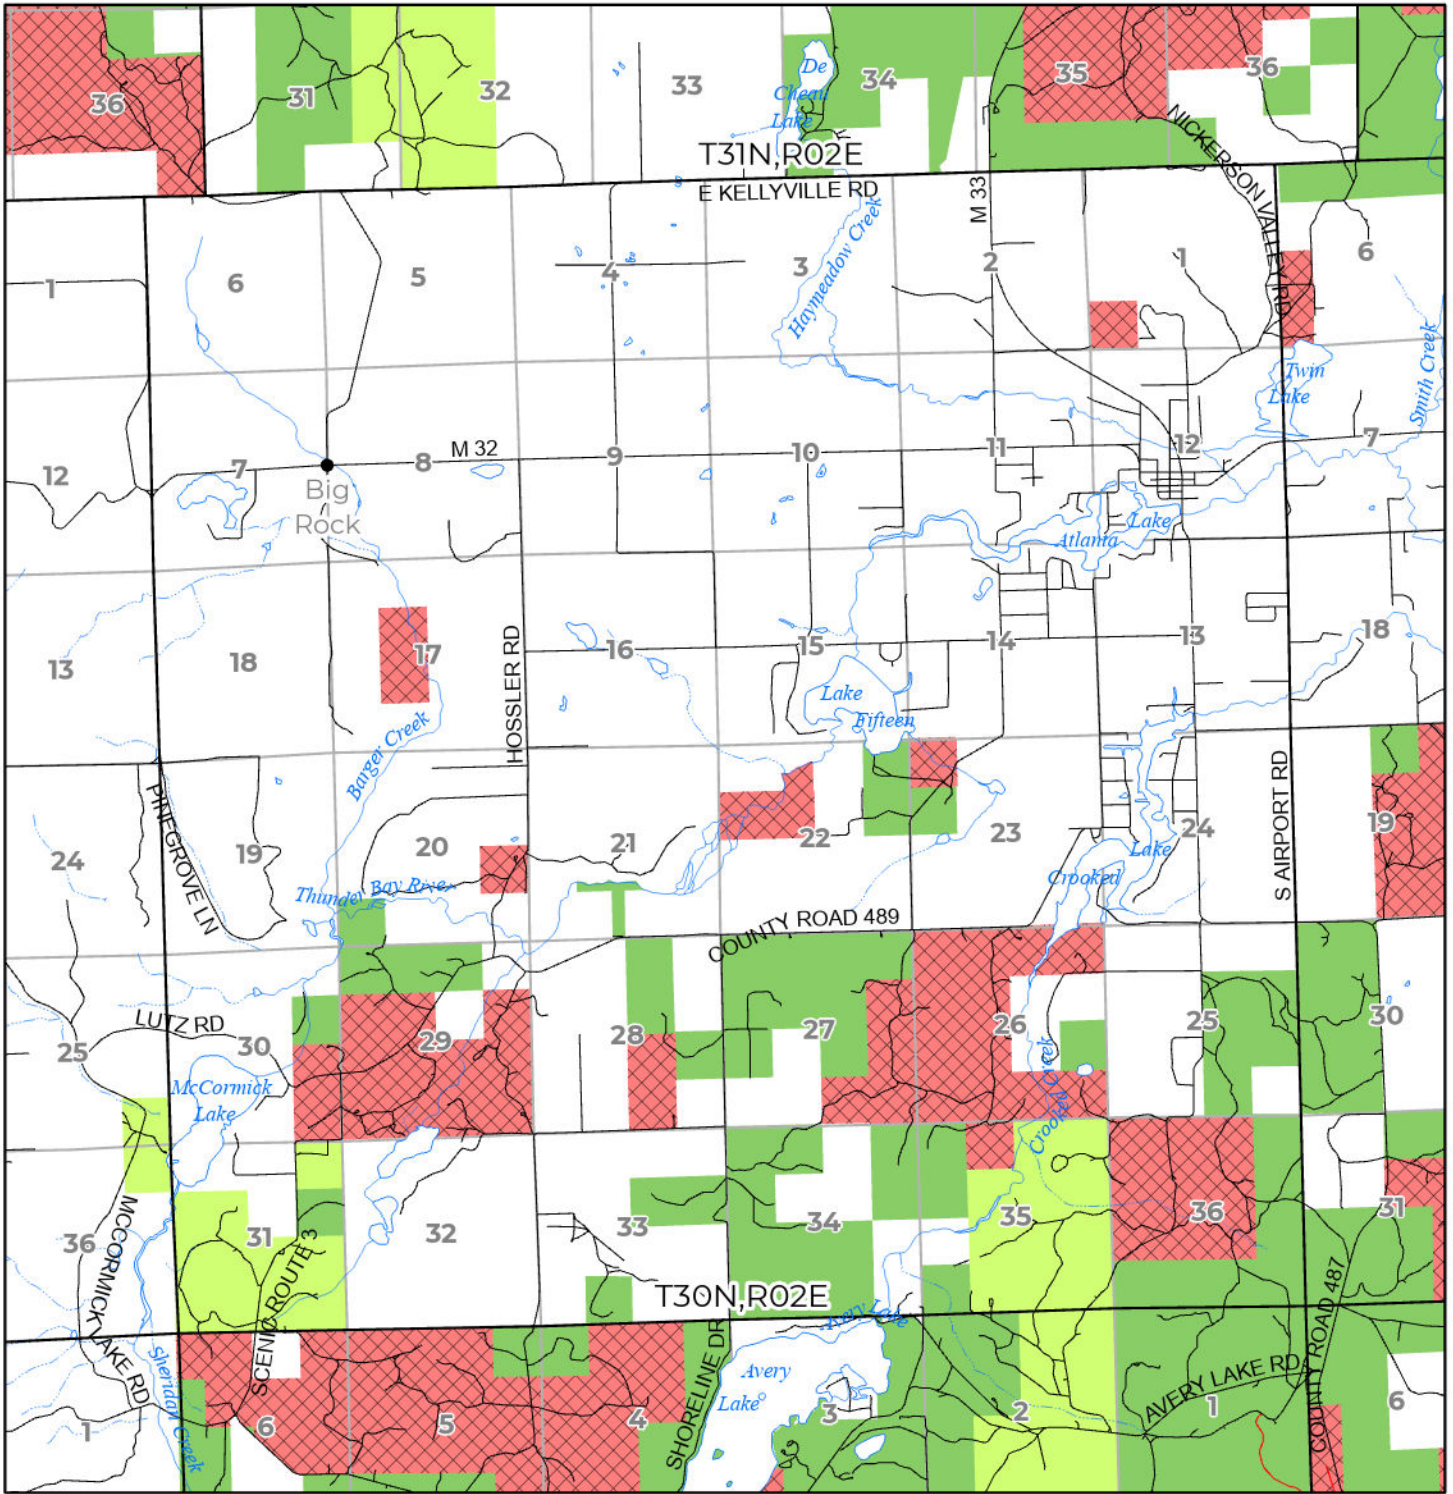 36
31
32
33
De
Cheau
Lake
34
35
36
T31N,R02E
E KELLYVILLE RD
M 33
NICKERSON VALLEY RD
1
6
5
4
3
Haymeadow Creek
2
1
6
Twin
Lake
Smith Creek
12
7
8
M 32
9
10
11
12
7
Big
Rock
Lake
Atlanta
13
18
17
HOSSLER RD
16
15
14
13
18
Lake
Fifteen
Barger Creek
PINEGROVE LN
24
19
20
21
22
23
24
S AIRPORT RD
19
Lake
Crooked
Thunder Bay River
COUNTY ROAD 489
LUTZ RD
25
30
29
28
27
26
25
30
McCormick
Lake
Crooked Creek
36
MCCORMICK LAKE RD
31
SCENIC ROUTE 3
32
33
34
35
36
31
T30N,R02E
COUNTY ROAD 487
Avery Lake
Sheridan Creek
SHORELINE DR
Avery
Lake
AVERY LAKE RD
1
6
5
4
3
2
1
6